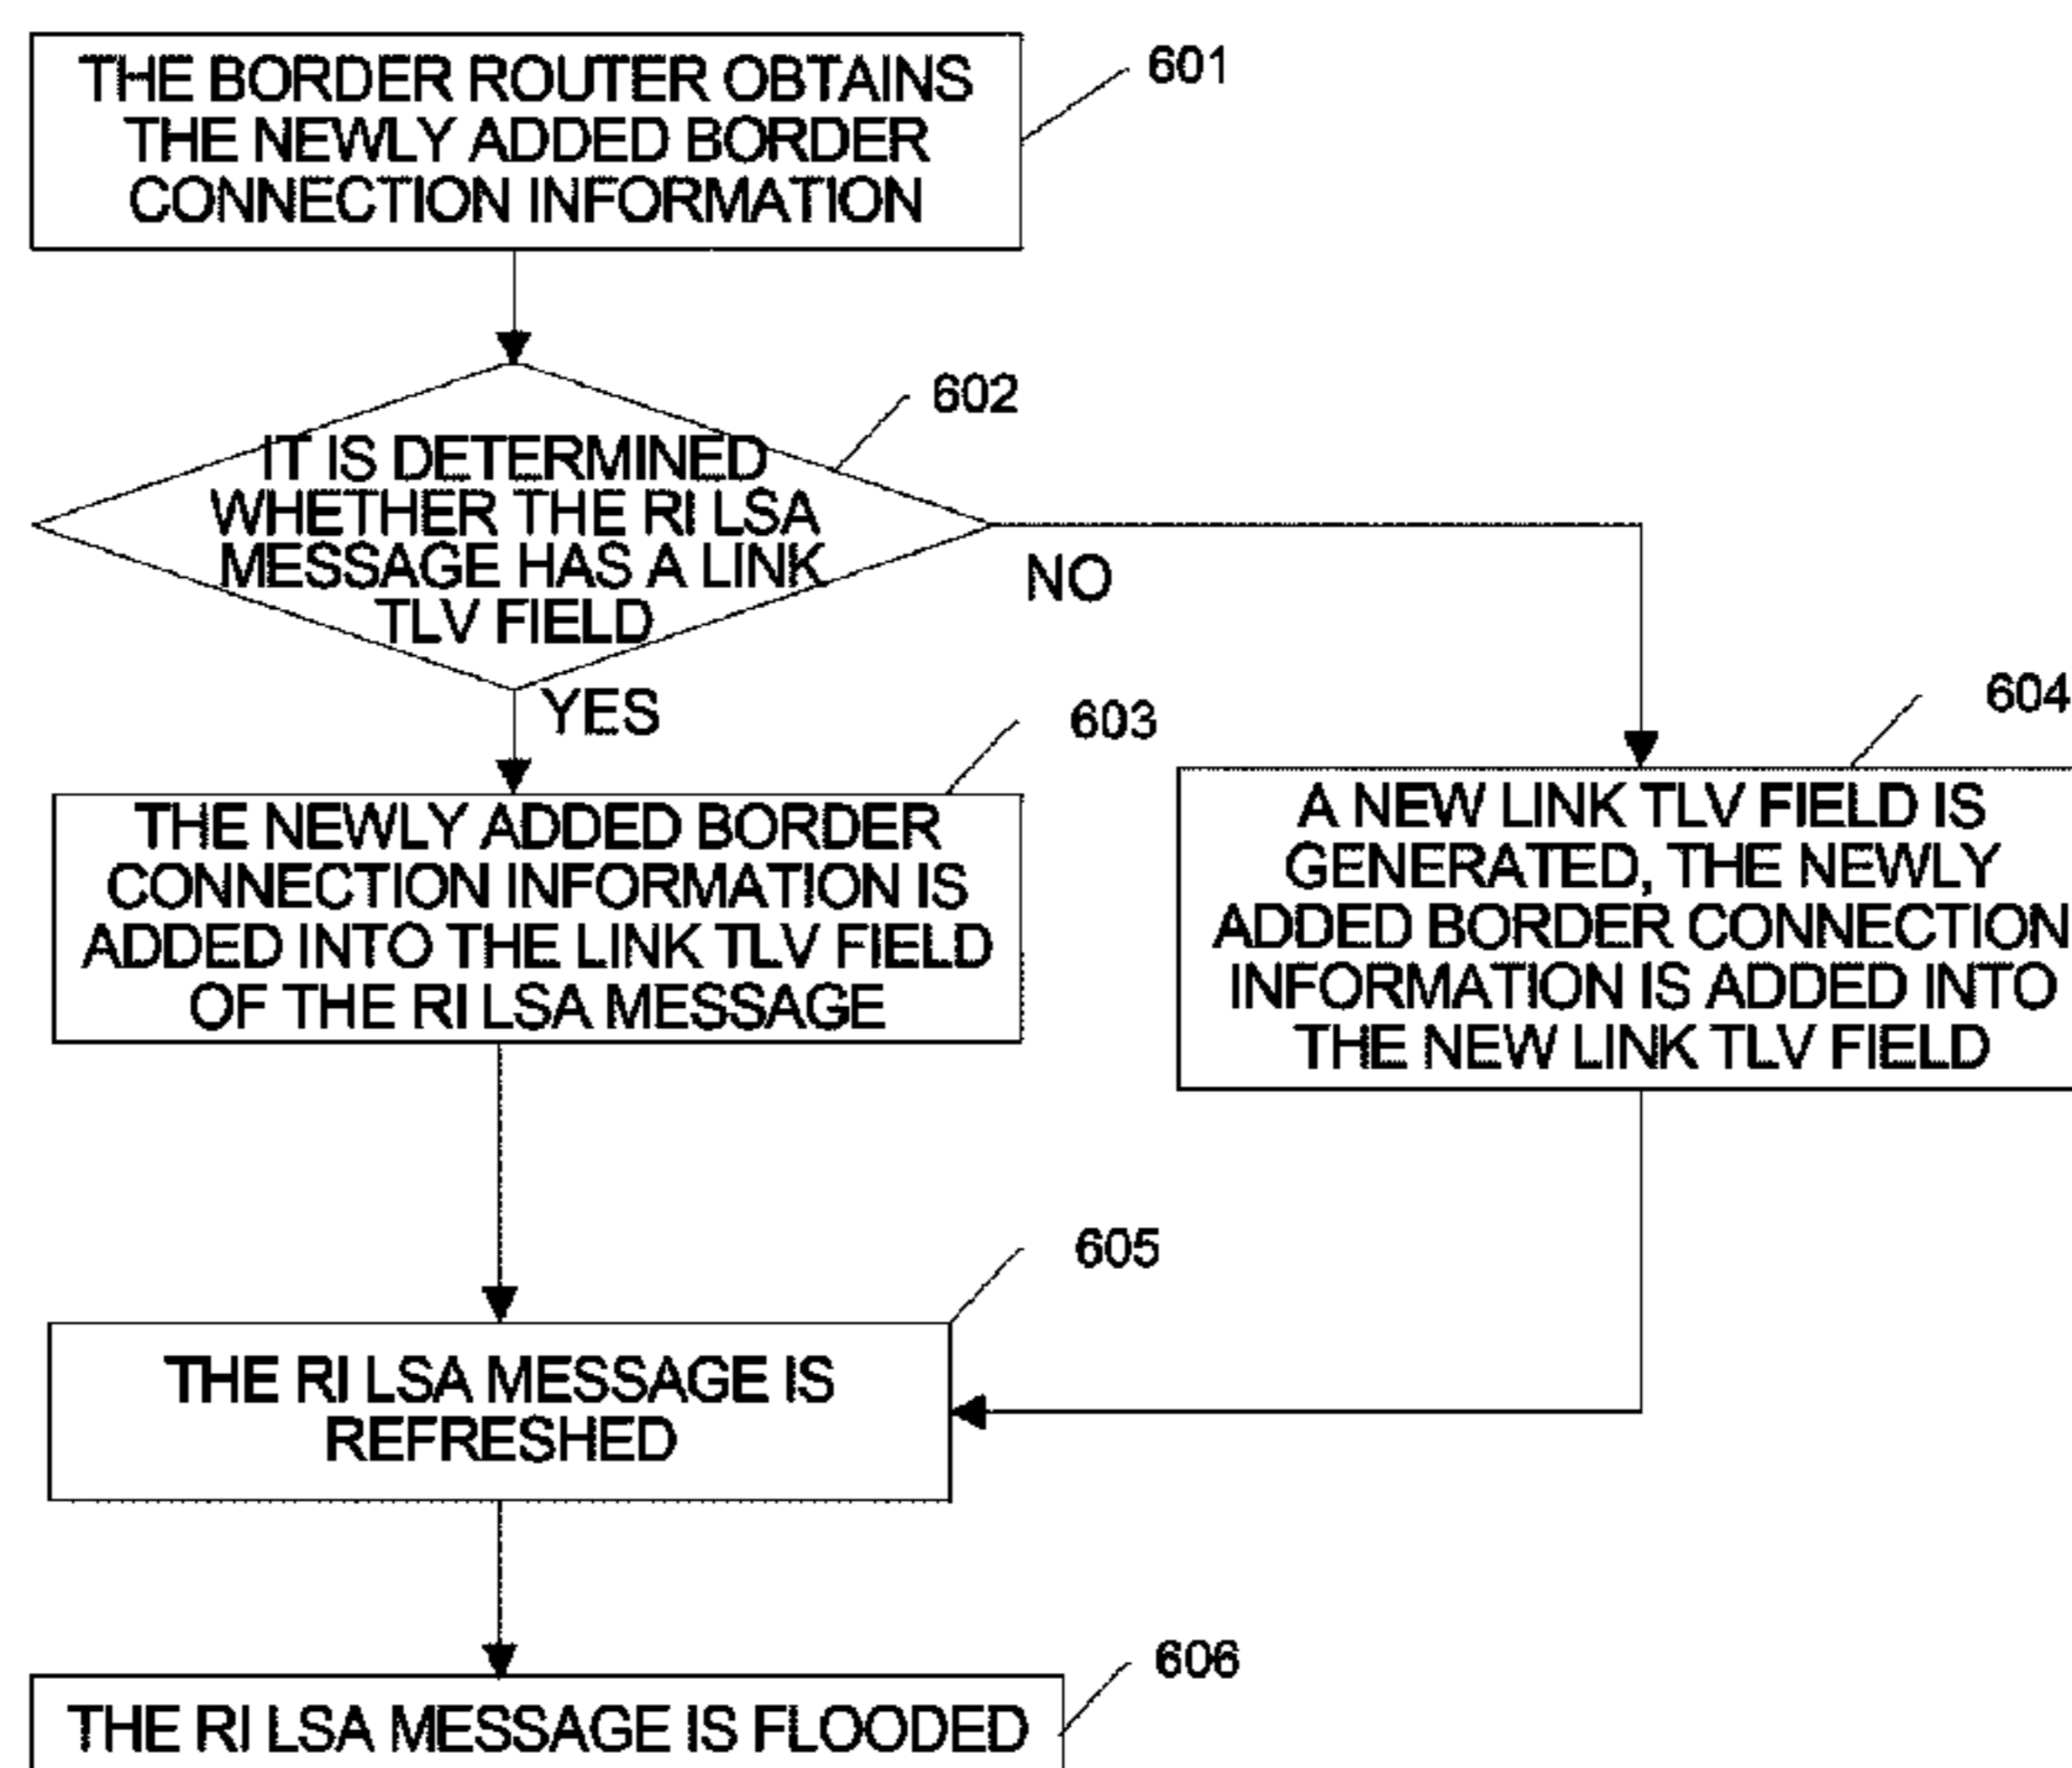 THE BORDER ROUTER OBTAINS
THE NEWLY ADDED BORDER
CONNECTION INFORMATION
601
602
IT IS DETERMINED
WHETHER THE RI LSA
MESSAGE HAS A LINK
TLV FIELD
NO
YES
603
604
THE NEWLY ADDED BORDER
CONNECTION INFORMATION IS
ADDED INTO THE LINK TLV FIELD
OF THE RI LSA MESSAGE
A NEW LINK TLV FIELD IS
GENERATED, THE NEWLY
ADDED BORDER CONNECTION
INFORMATION IS ADDED INTO
THE NEW LINK TLV FIELD
605
THE RI LSA MESSAGE IS
REFRESHED
606
THE RI LSA MESSAGE IS FLOODED